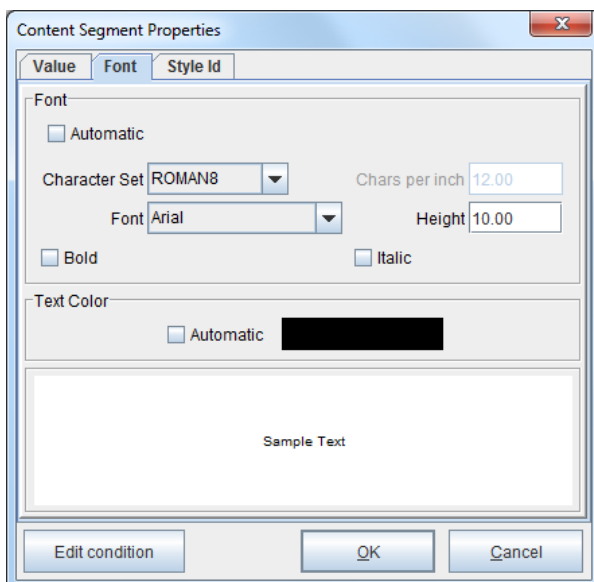 Content Segment Properties
Value Font Style Id
Font
Automatic
Character Set ROMAN8 Chars per inch 12.00
Font Arial Height 10.00
Bold Italic
Text Color
Automatic
Sample Text
Edit condition OK Cancel